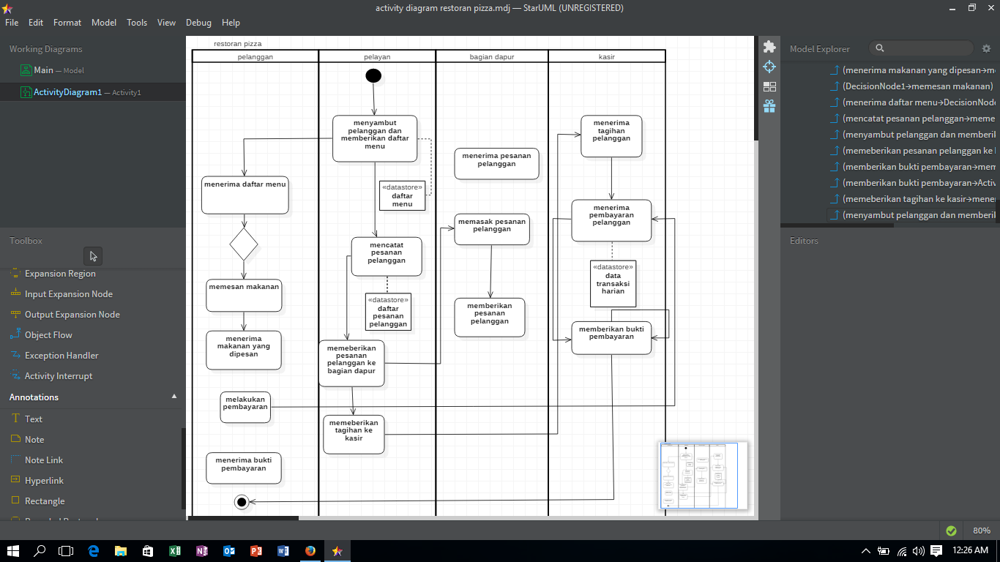 activity diagram restoran pizza.mdj — StarUML (UNREGISTERED)
File Edit Format Model Tools View Debug Help
Working Diagrams
Main — Model
ActivityDiagram1 — Activity1
Toolbox
Expansion Region
Input Expansion Node
Output Expansion Node
Object Flow
Exception Handler
Activity Interrupt
Annotations
Text
Note
Note Link
Hyperlink
Rectangle
restoran pizza
pelanggan
pelayan
bagian dapur
kasir
menerima daftar menu
memesan makanan
menerima
makanan yang
dipesan
melakukan
pembayaran
menerima bukti
pembayaran
menyambut
pelanggan dan
memberikan daftar
menu
«datastore»
daftar
menu
mencatat
pesanan
pelanggan
«datastore»
daftar
pesanan
pelanggan
memeberikan
pesanan
pelanggan ke
bagian dapur
memeberikan
tagihan ke
kasir
menerima pesanan
pelanggan
memasak pesanan
pelanggan
memberikan
pesanan
pelanggan
menerima
tagihan
pelanggan
menerima
pembayaran
pelanggan
«datastore»
data
transaksi
harian
memberikan bukti
pembayaran
Model Explorer
(menerima makanan yang dipesan→m
(DecisionNode1→memesan makanan)
(menerima daftar menu→DecisionNode
(mencatat pesanan pelanggan→meme
(menyambut pelanggan dan memberil
(memeberikan pesanan pelanggan ke
(memberikan bukti pembayaran→mem
(memberikan bukti pembayaran→Activ
(memeberikan tagihan ke kasir→mene
(menyambut pelanggan dan memberil
Editors
80%
12:26 AM